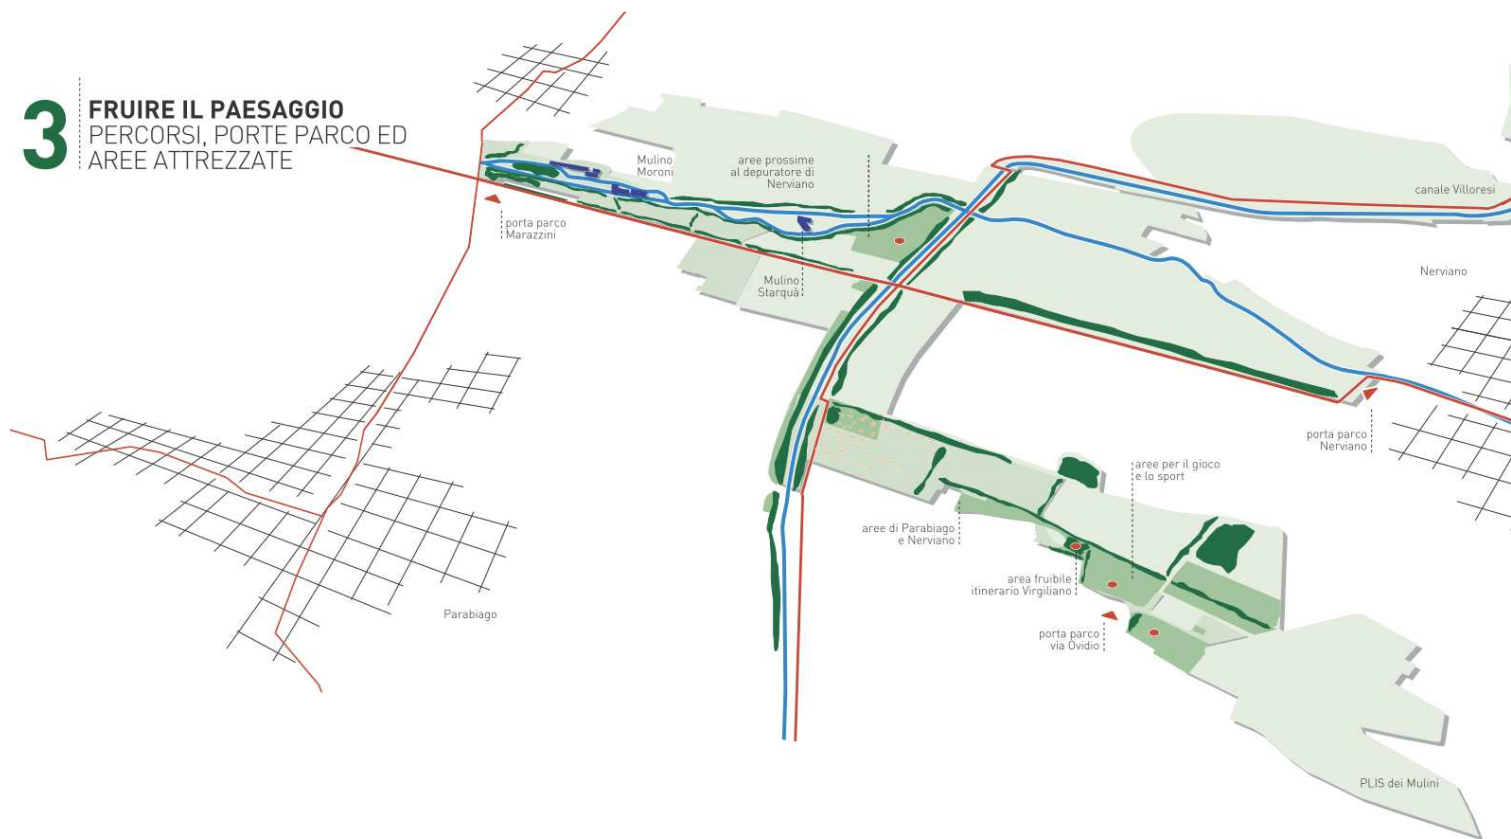 3
FRUIRE IL PAESAGGIO
PERCORSI, PORTE PARCO ED
AREE ATTREZZATE
Mulino
Moroni
aree prossime
al depuratore di
Nerviano
canale Villoresi
porta parco
Marazzini
Mulino
Starquà
Nerviano
porta parco
Nerviano
aree per il gioco
e lo sport
aree di Parabiago
e Nerviano
area fruibile
itinerario Virgiliano
Parabiago
porta parco
via Ovidio
PLIS dei Mulini